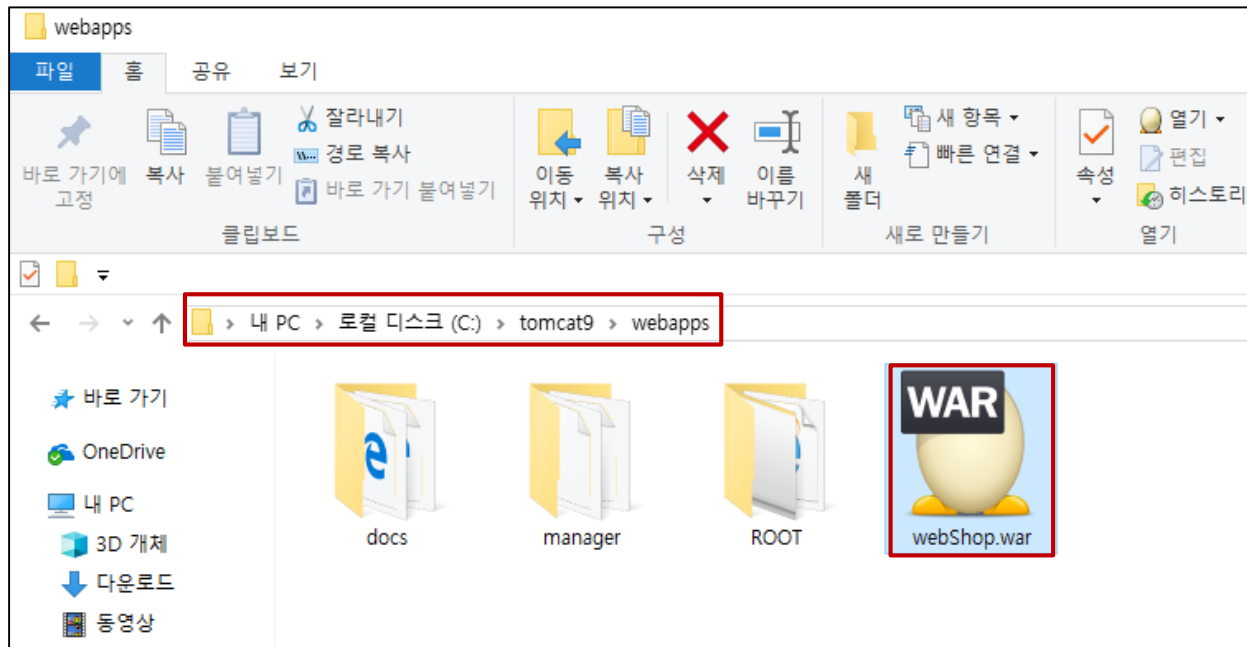 webapps
파일 홈 공유 보기
바로 가기에 고정
복사
붙여넣기
잘라내기
경로 복사
바로 가기 붙여넣기
클립보드
이동 위치
복사 위치
삭제
이름 바꾸기
구성
새 폴더
새 항목
빠른 연결
새로 만들기
속성
열기
편집
히스토리
열기
내 PC > 로컬 디스크 (C:) > tomcat9 > webapps
바로 가기
OneDrive
내 PC
3D 개체
다운로드
동영상
docs
manager
ROOT
WAR
webShop.war